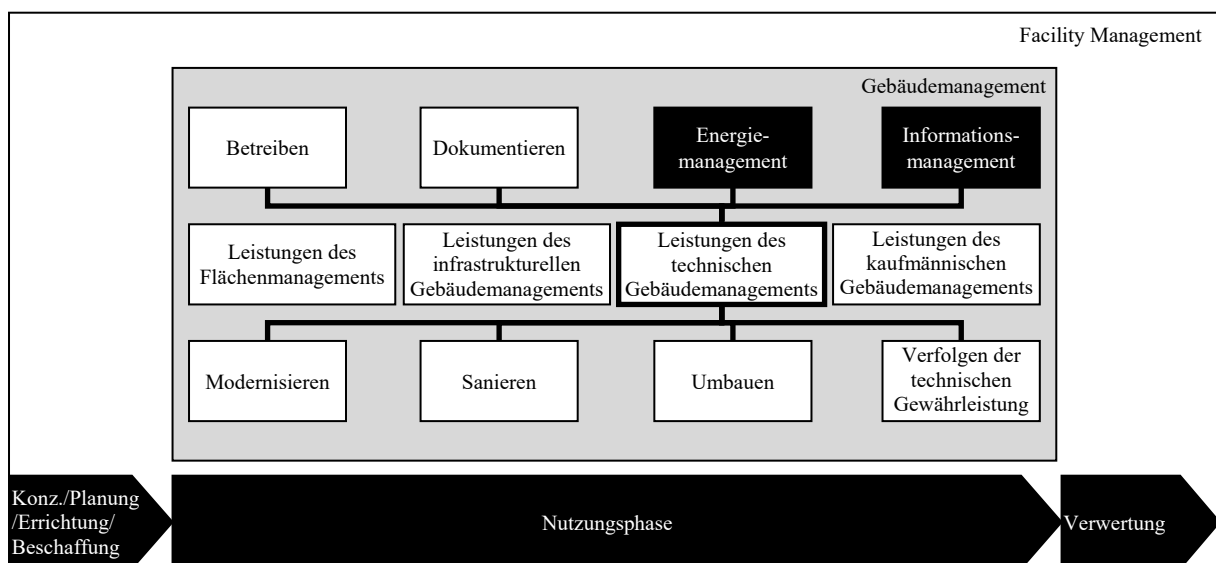 Facility Management
Gebäudemanagement
Betreiben
Dokumentieren
Energie-
management
Informations-
management
Leistungen des
Flächenmanagements
Leistungen des
infrastrukturellen
Gebäudemanagements
Leistungen des
technischen
Gebäudemanagements
Leistungen des
kaufmännischen
Gebäudemanagements
Modernisieren
Sanieren
Umbauen
Verfolgen der
technischen
Gewährleistung
Konz./Planung
/Errichtung/
Beschaffung
Nutzungsphase
Verwertung